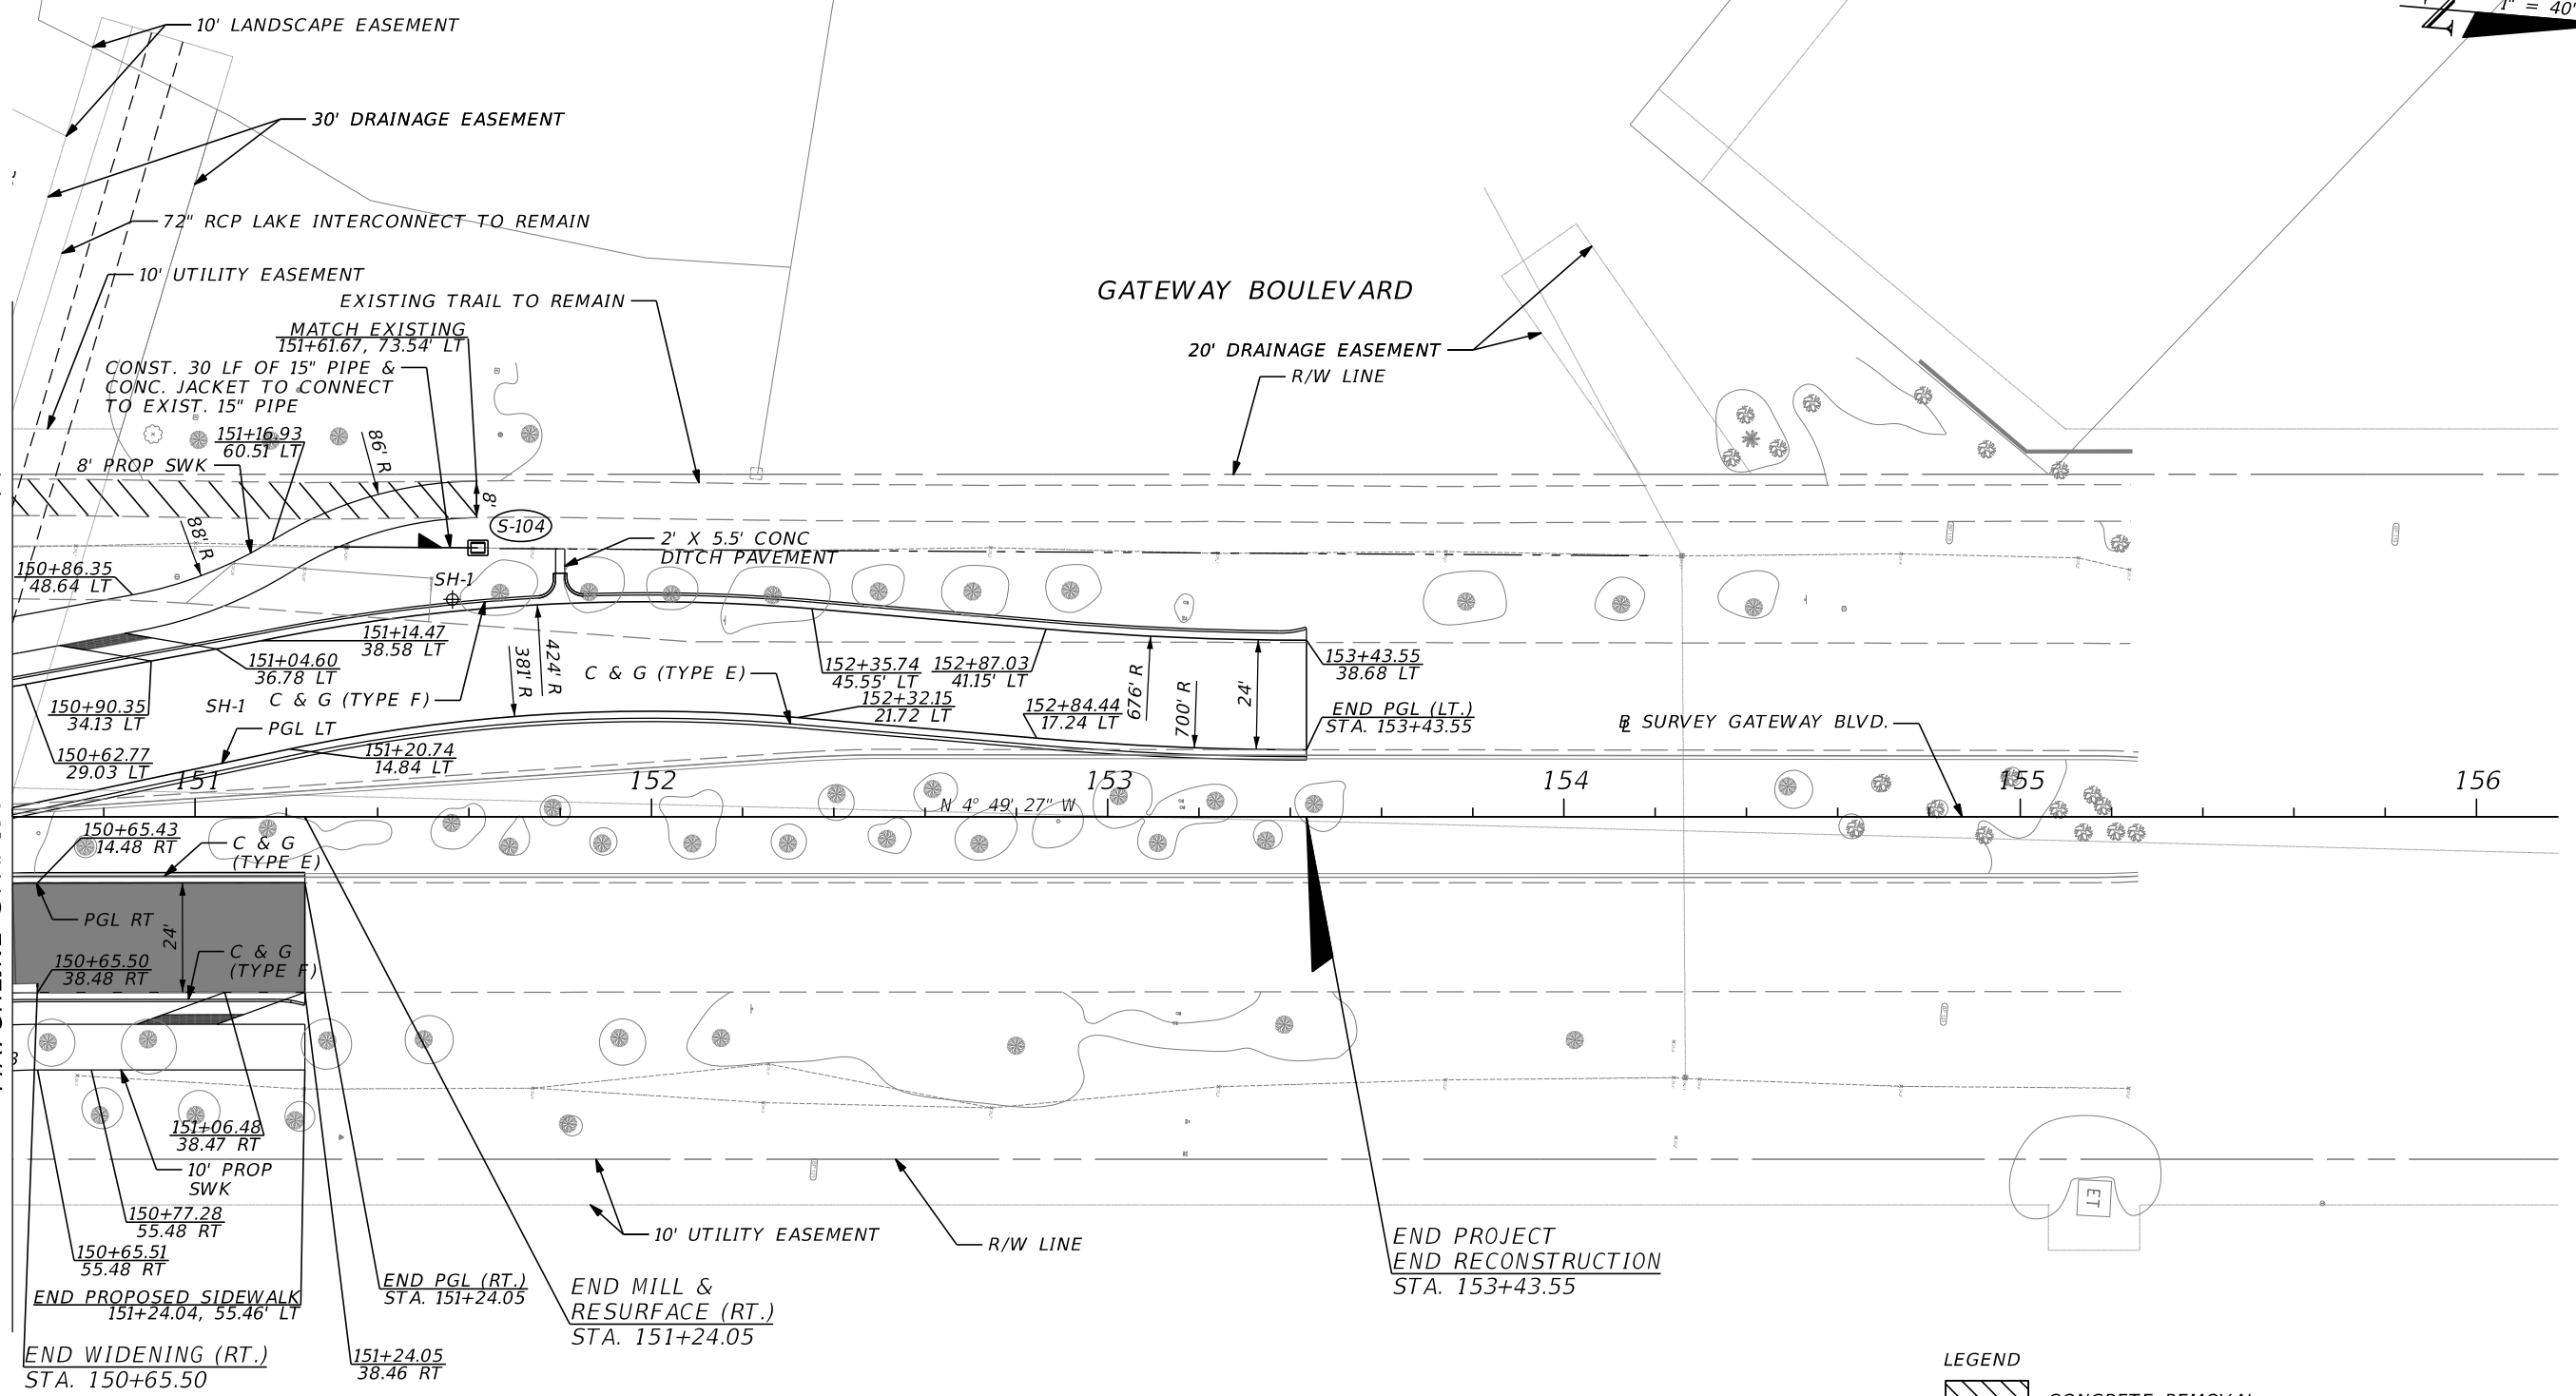 10' LANDSCAPE EASEMENT
1" = 40'
30' DRAINAGE EASEMENT
72" RCP LAKE INTERCONNECT TO REMAIN
10' UTILITY EASEMENT
EXISTING TRAIL TO REMAIN
GATEWAY BOULEVARD
MATCH EXISTING
151+61.67, 73.54' LT
20' DRAINAGE EASEMENT
R/W LINE
CONST. 30 LF OF 15" PIPE &
CONC. JACKET TO CONNECT
TO EXIST. 15" PIPE
151+16.93
60.51 LT
86' R
8' PROP SWK
8'
88' R
S-104
2' X 5.5' CONC
DITCH PAVEMENT
150+86.35
48.64 LT
SH-1
151+14.47
38.58 LT
151+04.60
36.78 LT
381' R
424' R
C & G (TYPE E)
152+35.74
45.55' LT
152+87.03
41.15' LT
153+43.55
38.68 LT
SH-1
C & G (TYPE F)
152+32.15
21.72 LT
152+84.44
17.24 LT
676' R
700' R
24'
150+90.35
34.13 LT
PGL LT
END PGL (LT.)
STA. 153+43.55
BL SURVEY GATEWAY BLVD.
150+62.77
29.03 LT
151+20.74
14.84 LT
151
152
153
154
155
156
N 4° 49' 27" W
150+65.43
14.48 RT
C & G
(TYPE E)
PGL RT
24'
C & G
(TYPE F)
150+65.50
38.48 RT
151+06.48
38.47 RT
10' PROP
SWK
ET
150+77.28
55.48 RT
10' UTILITY EASEMENT
R/W LINE
END PROJECT
END RECONSTRUCTION
STA. 153+43.55
150+65.51
55.48 RT
END PGL (RT.)
STA. 151+24.05
END MILL &
RESURFACE (RT.)
STA. 151+24.05
END PROPOSED SIDEWALK
151+24.04, 55.46' LT
END WIDENING (RT.)
STA. 150+65.50
151+24.05
38.46 RT
LEGEND